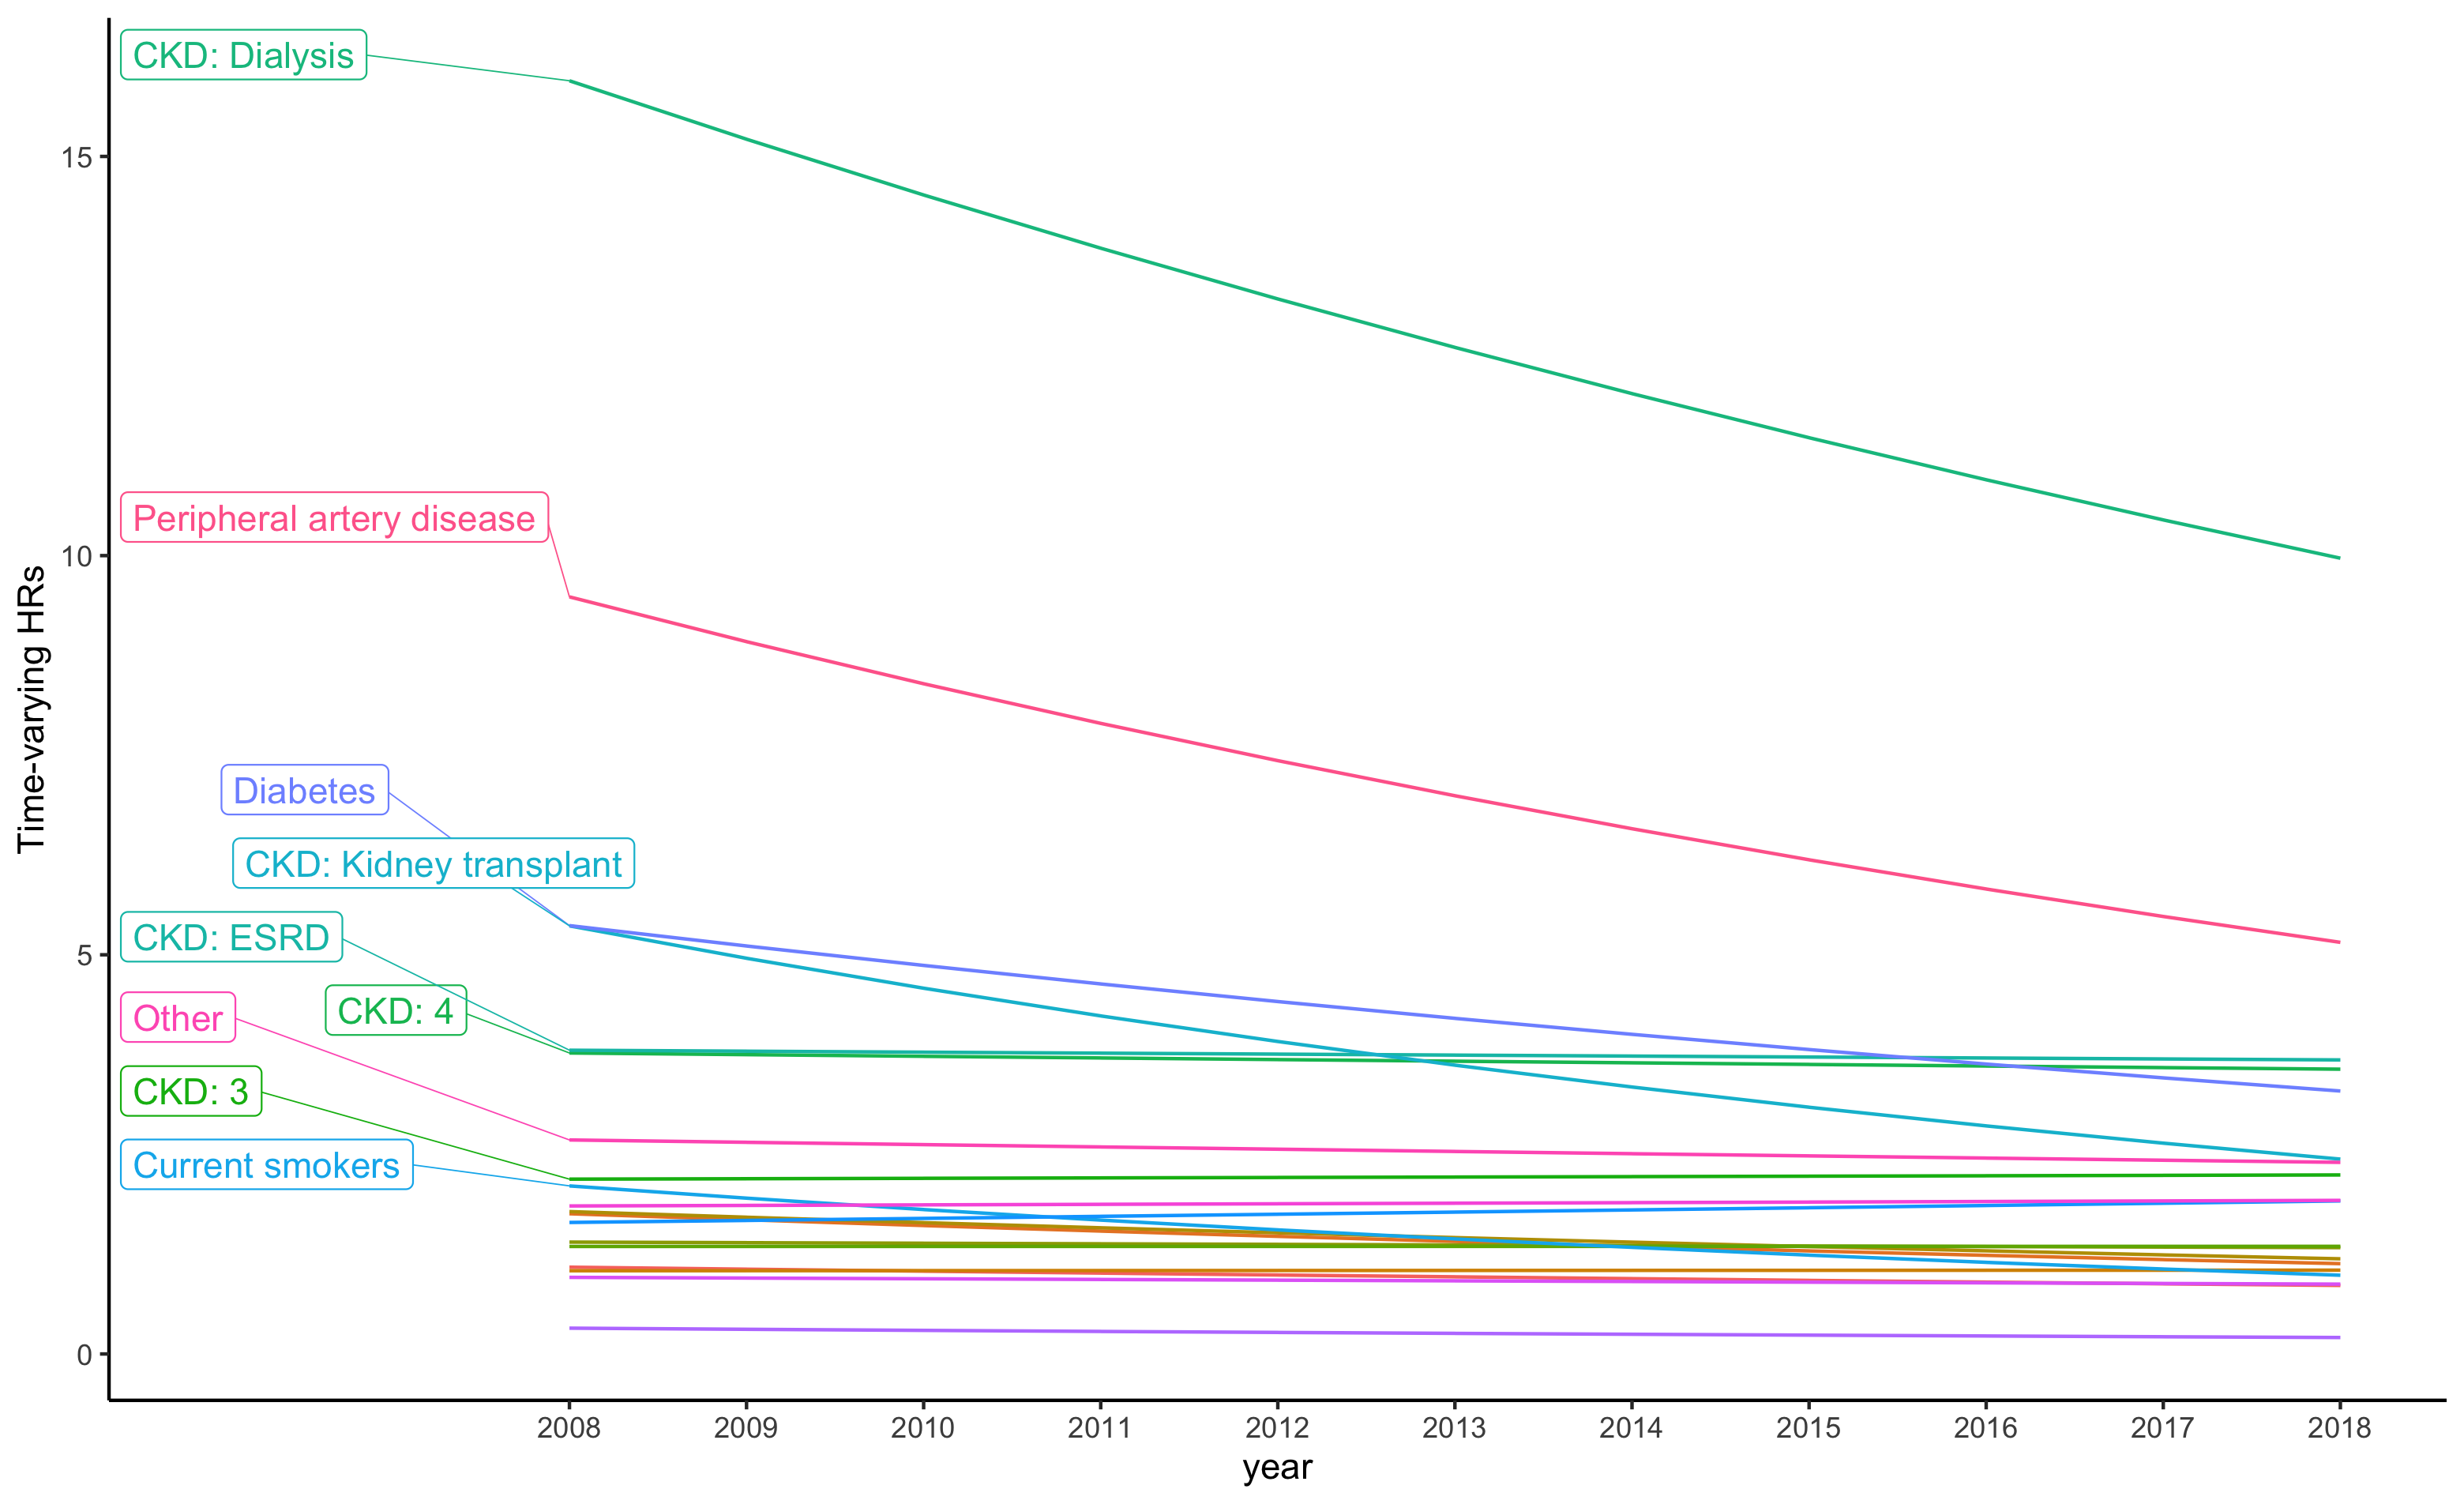 CKD: Dialysis
15
Peripheral artery disease
10
Time-varying HRs
Diabetes
CKD: Kidney transplant
CKD: ESRD
5
CKD: 4
Other
CKD: 3
Current smokers
0
2008 2009 2010 2011 2012 2013 2014 2015 2016 2017 2018
year